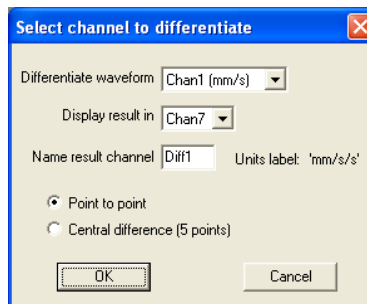 Select channel to differentiate
Differentiate waveform Chan1 (mm/s)
Display result in Chan7
Name result channel Diff1 Units label: 'mm/s/s'
Point to point
Central difference (5 points)
OK Cancel